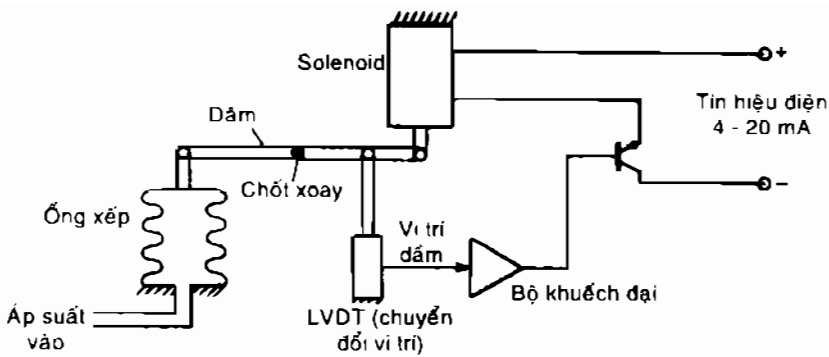 Solenoid
+
Tín hiệu điện
4 - 20 mA
Dầm
Chốt xoay
−
Ống xếp
Vị trí
dầm
Bộ khuếch đại
Áp suất
vào
LVDT (chuyển
đổi vị trí)